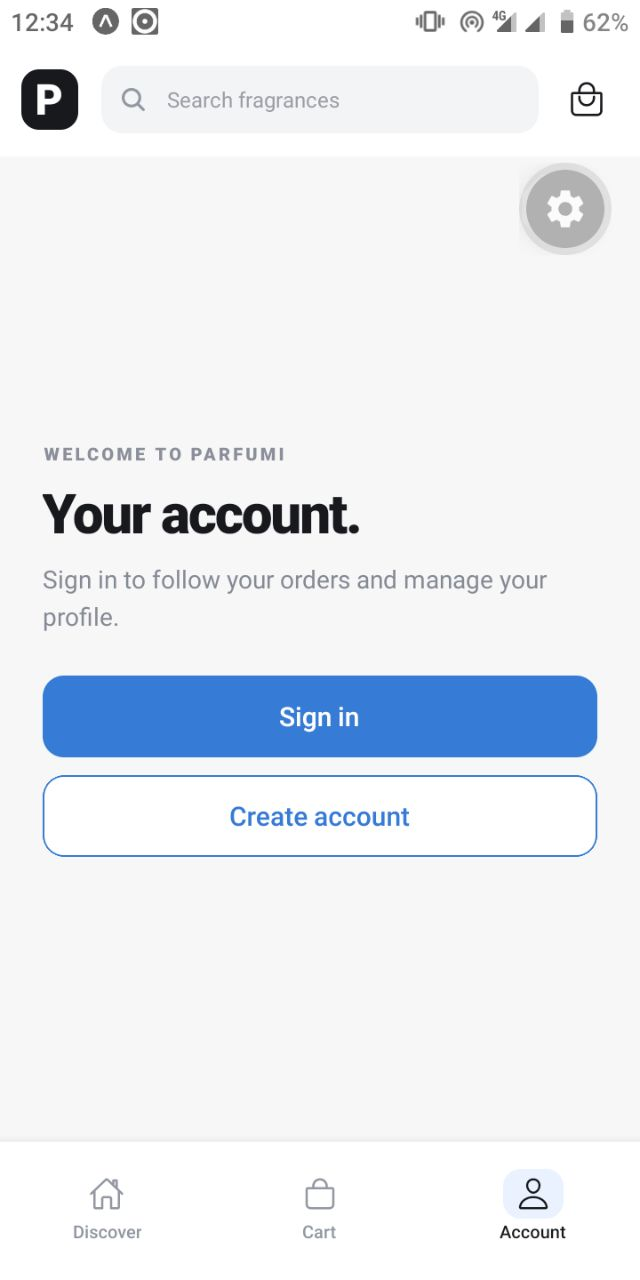 12:34
4G
62%
P
Search fragrances
WELCOME TO PARFUMI
Your account.
Sign in to follow your orders and manage your
profile.
Sign in
Create account
Discover
Cart
Account